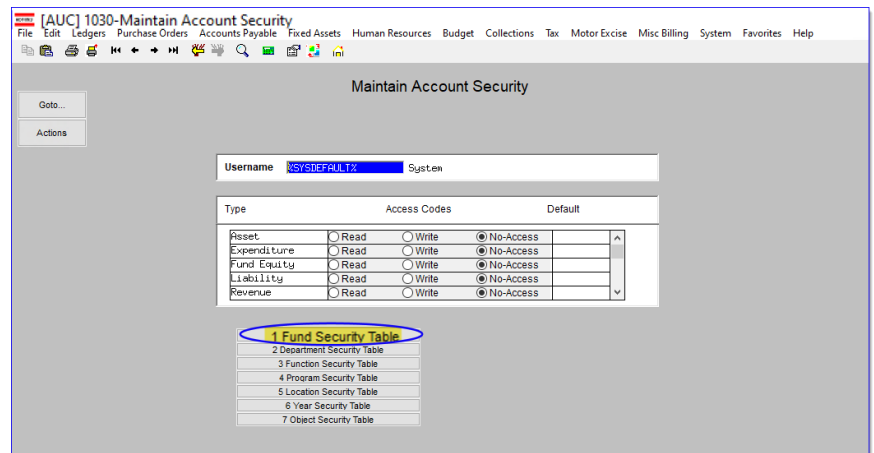 [AUC] 1030-Maintain Account Security
File Edit Ledgers Purchase Orders Accounts Payable Fixed Assets Human Resources Budget Collections Tax Motor Excise Misc Billing System Favorites Help
Maintain Account Security
Goto...
Actions
Username %SYSDEFAULT% System
Type Access Codes Default
Asset Read Write No-Access
Expenditure Read Write No-Access
Fund Equity Read Write No-Access
Liability Read Write No-Access
Revenue Read Write No-Access
1 Fund Security Table
2 Department Security Table
3 Function Security Table
4 Program Security Table
5 Location Security Table
6 Year Security Table
7 Object Security Table